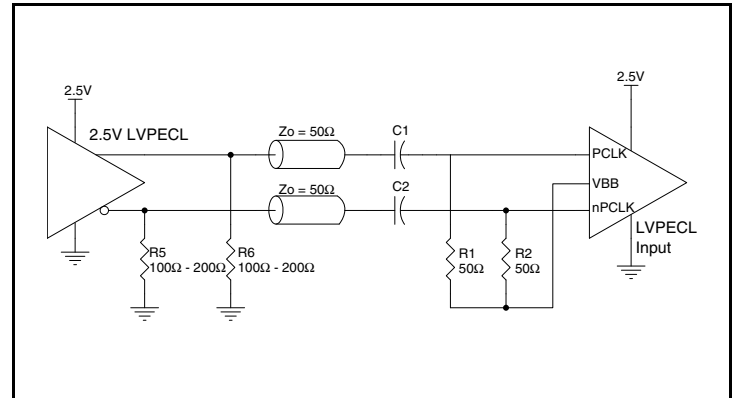 2.5V
2.5V
2.5V LVPECL
Zo = 50Ω
C1
PCLK
Zo = 50Ω
C2
VBB
nPCLK
LVPECL
Input
R5
100Ω - 200Ω
R6
100Ω - 200Ω
R1
50Ω
R2
50Ω